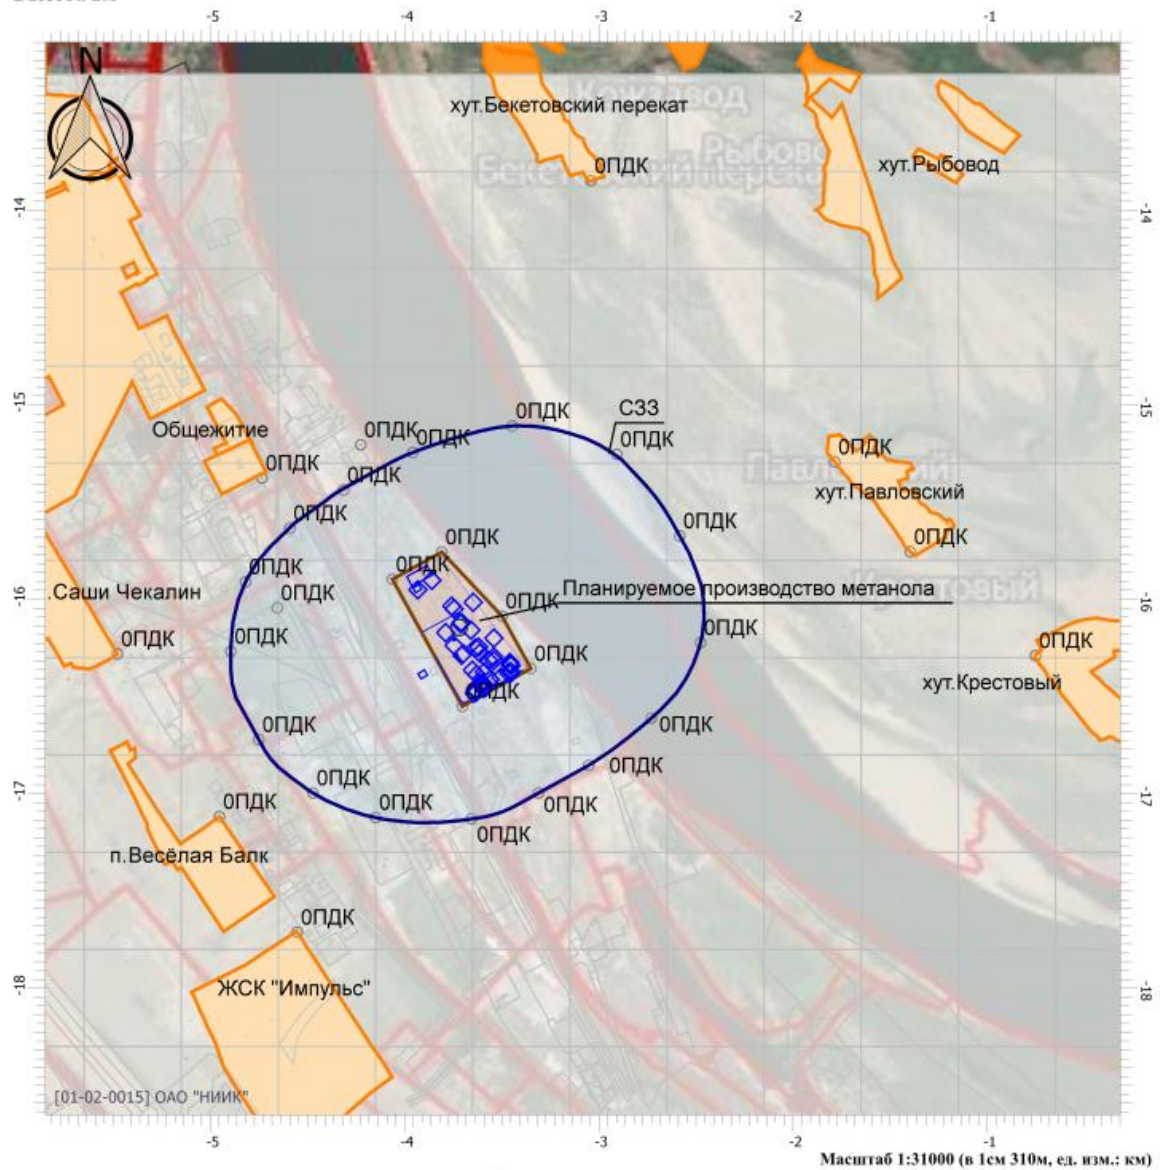 -5 -4 -3 -2 -1
N
Кожзавод
хут.Бекетовский перекат
0ПДК
хут.Рыбовод
-14 -14
-15 -15
0ПДК
СЗЗ
0ПДК 0ПДК
0ПДК
Общежитие
0ПДК
0ПДК
0ПДК
хут.Павловский
0ПДК
0ПДК
0ПДК
0ПДК
0ПДК
0ПДК
Планируемое производство метанола
.Саши Чекалин
0ПДК
0ПДК
-16 -16
0ПДК
0ПДК
0ПДК
0ПДК
0ПДК
хут.Крестовый
0ПДК
0ПДК
0ПДК
0ПДК
0ПДК
-17 -17
0ПДК
0ПДК
0ПДК
0ПДК
п.Весёлая Балк
0ПДК
ЖСК "Импульс"
-18 -18
[01-02-0015] ОАО "НИИК"
-5 -4 -3 -2 -1
Масштаб 1:31000 (в 1см 310м, ед. изм.: км)